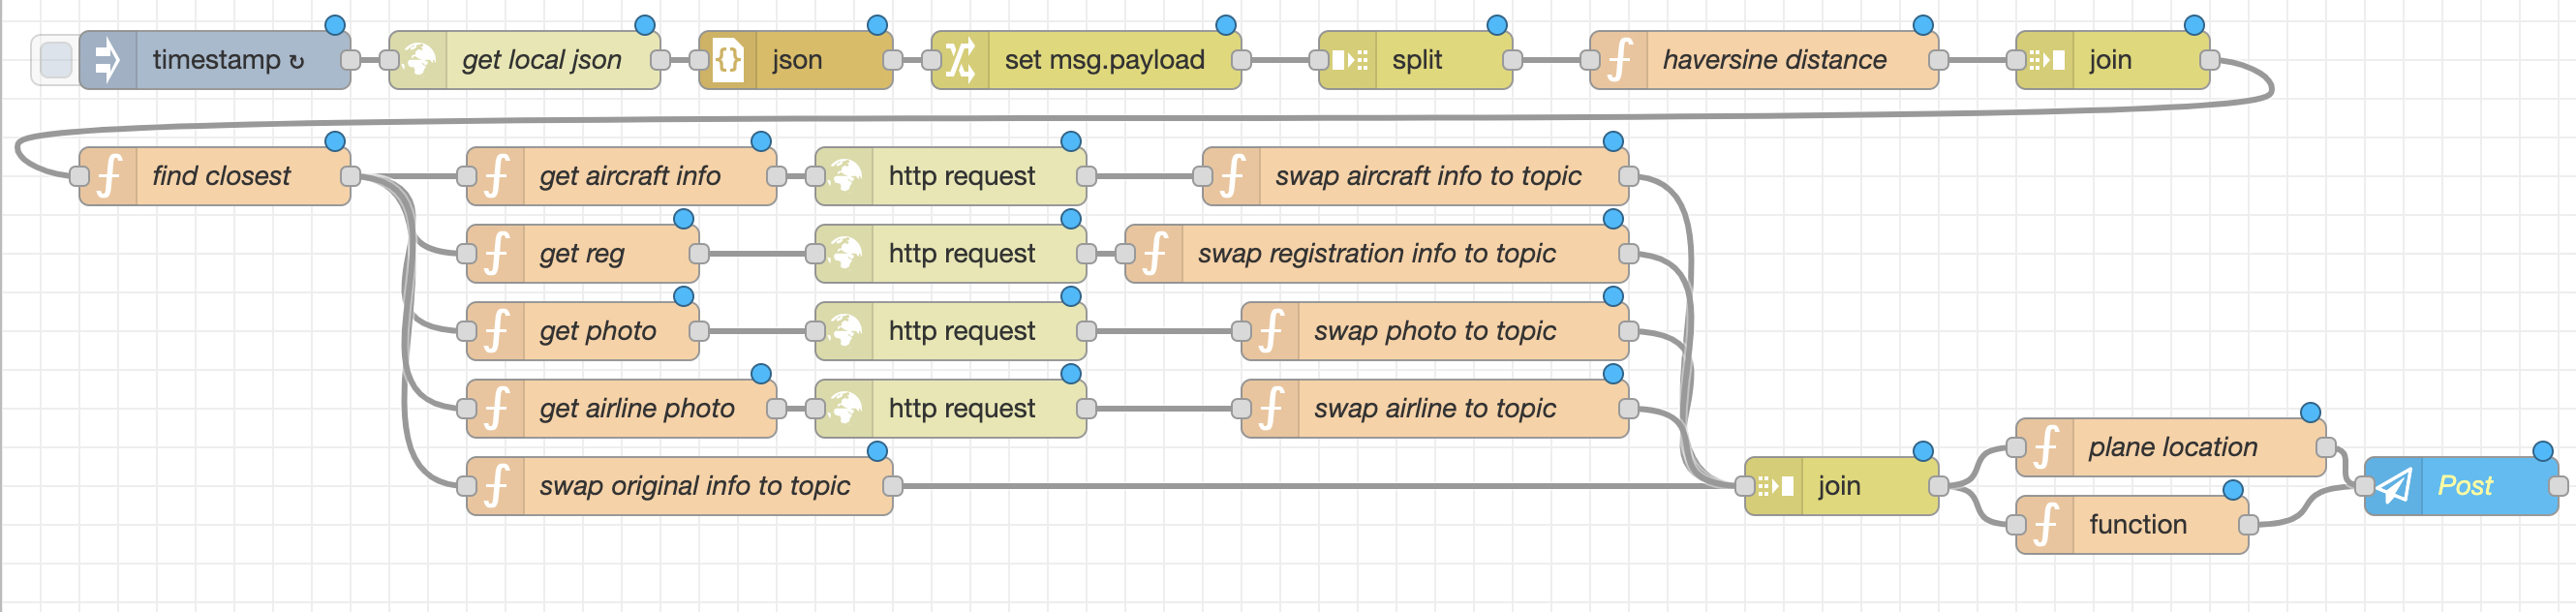 timestamp ↻
get local json
json
set msg.payload
split
haversine distance
join
find closest
get aircraft info
http request
swap aircraft info to topic
get reg
http request
swap registration info to topic
get photo
http request
swap photo to topic
get airline photo
http request
swap airline to topic
swap original info to topic
join
plane location
function
Post